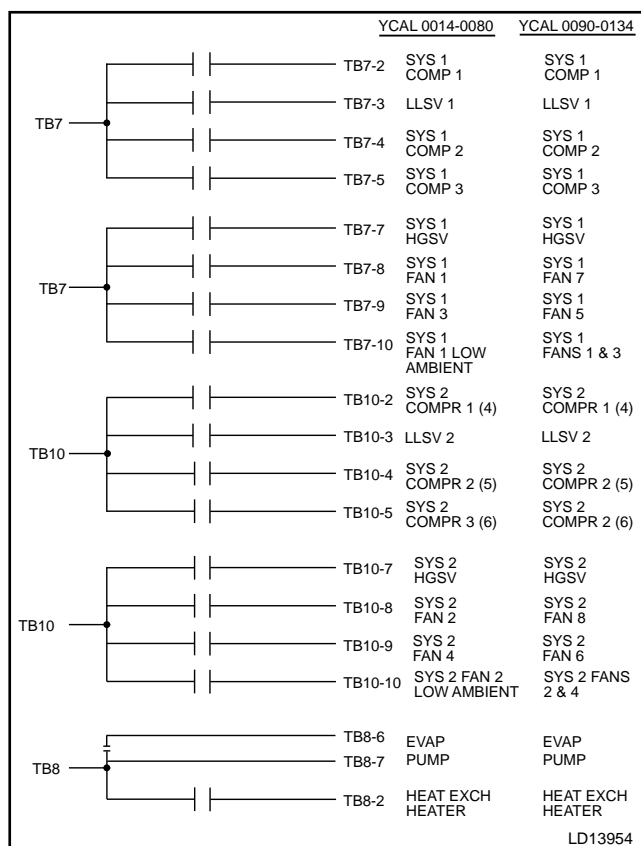 YCAL 0014-0080 YCAL 0090-0134
TB7
TB7-2 SYS 1 SYS 1
COMP 1 COMP 1
TB7-3 LLSV 1 LLSV 1
TB7-4 SYS 1 SYS 1
COMP 2 COMP 2
TB7-5 SYS 1 SYS 1
COMP 3 COMP 3
TB7
TB7-7 SYS 1 SYS 1
HGSV HGSV
TB7-8 SYS 1 SYS 1
FAN 1 FAN 7
TB7-9 SYS 1 SYS 1
FAN 3 FAN 5
TB7-10 SYS 1 SYS 1
FAN 1 LOW FANS 1 & 3
AMBIENT
TB10
TB10-2 SYS 2 SYS 2
COMPR 1 (4) COMPR 1 (4)
TB10-3 LLSV 2 LLSV 2
TB10-4 SYS 2 SYS 2
COMPR 2 (5) COMPR 2 (5)
TB10-5 SYS 2 SYS 2
COMPR 3 (6) COMPR 2 (6)
TB10
TB10-7 SYS 2 SYS 2
HGSV HGSV
TB10-8 SYS 2 SYS 2
FAN 2 FAN 8
TB10-9 SYS 2 SYS 2
FAN 4 FAN 6
TB10-10 SYS 2 FAN 2 SYS 2 FANS
LOW AMBIENT 2 & 4
TB8
TB8-6 EVAP EVAP
TB8-7 PUMP PUMP
TB8-2 HEAT EXCH HEAT EXCH
HEATER HEATER
LD13954